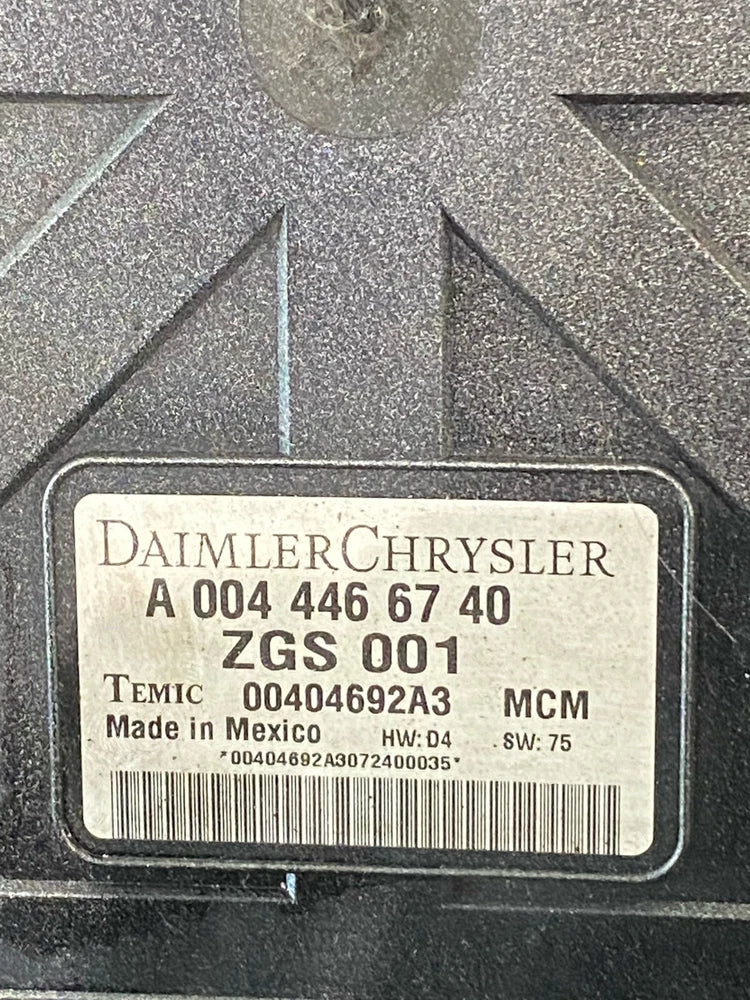 DAIMLERCHRYSLER
A 004 446 67 40
ZGS 001
TEMIC 00404692A3 MCM
Made in Mexico HW: D4 SW: 75
*00404692A3072400035*